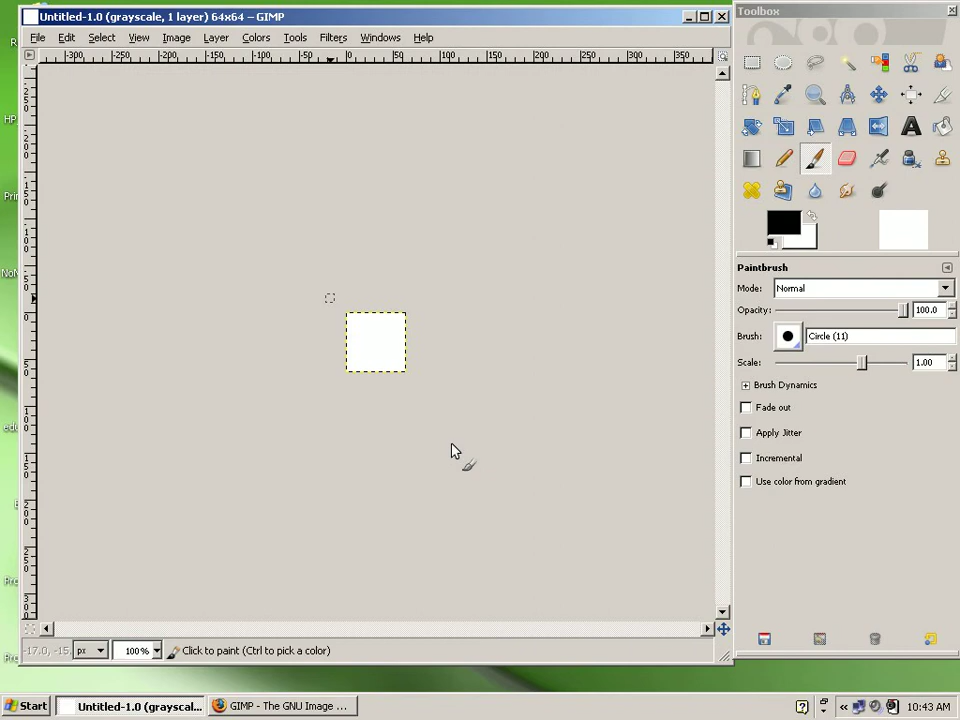 Untitled-1.0 (grayscale, 1 layer) 64x64 – GIMP
File Edit Select View Image Layer Colors Tools Filters Windows Help
-300 -250 -200 -150 -100 -50 0 50 100 150 200 250 300 350
-17.0, -15. px 100% Click to paint (Ctrl to pick a color)
Toolbox
Paintbrush
Mode: Normal
Opacity: 100.0
Brush: Circle (11)
Scale: 1.00
Brush Dynamics
Fade out
Apply Jitter
Incremental
Use color from gradient
HP
Start Untitled-1.0 (grayscal... GIMP - The GNU Image ... 10:43 AM